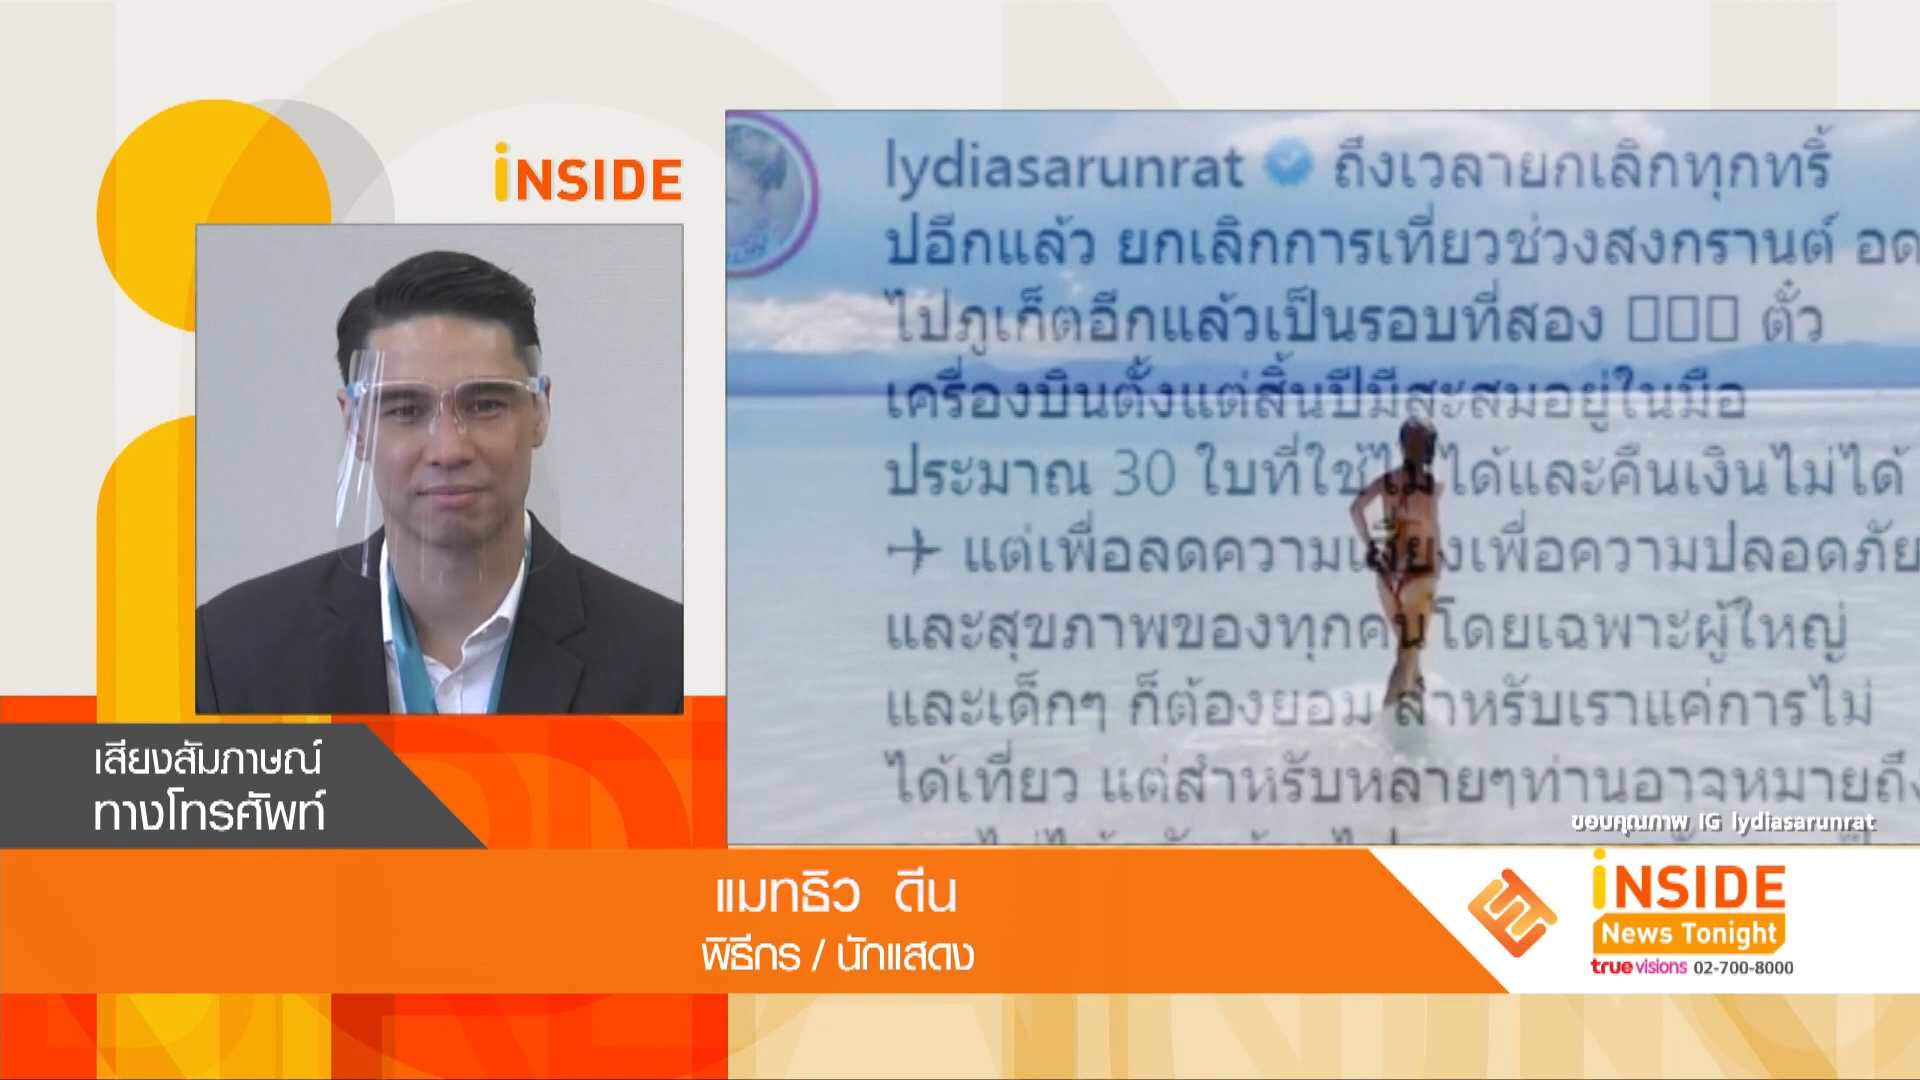 iNSIDE
lydiasarunrat ถึงเวลายกเลิกทุกทริ้
ปอีกแล้ว ยกเลิกการเที่ยวช่วงสงกรานต์ อด
ไปภูเก็ตอีกแล้วเป็นรอบที่สอง □□□ ตั๋ว
เครื่องบินตั้งแต่สิ้นปีมีสะสมอยู่ในมือ
ประมาณ 30 ใบที่ใช้ไม่ได้และคืนเงินไม่ได้
✈ แต่เพื่อลดความเสี่ยงเพื่อความปลอดภัย
และสุขภาพของทุกคนโดยเฉพาะผู้ใหญ่
และเด็กๆ ก็ต้องยอม สำหรับเราแค่การไม่
ได้เที่ยว แต่สำหรับหลายๆท่านอาจหมายถึง
ขอบคุณภาพ IG lydiasarunrat
เสียงสัมภาษณ์
ทางโทรศัพท์
แมทธิว ดีน
พิธีกร / นักแสดง
iNSIDE
News Tonight
truevisions 02-700-8000